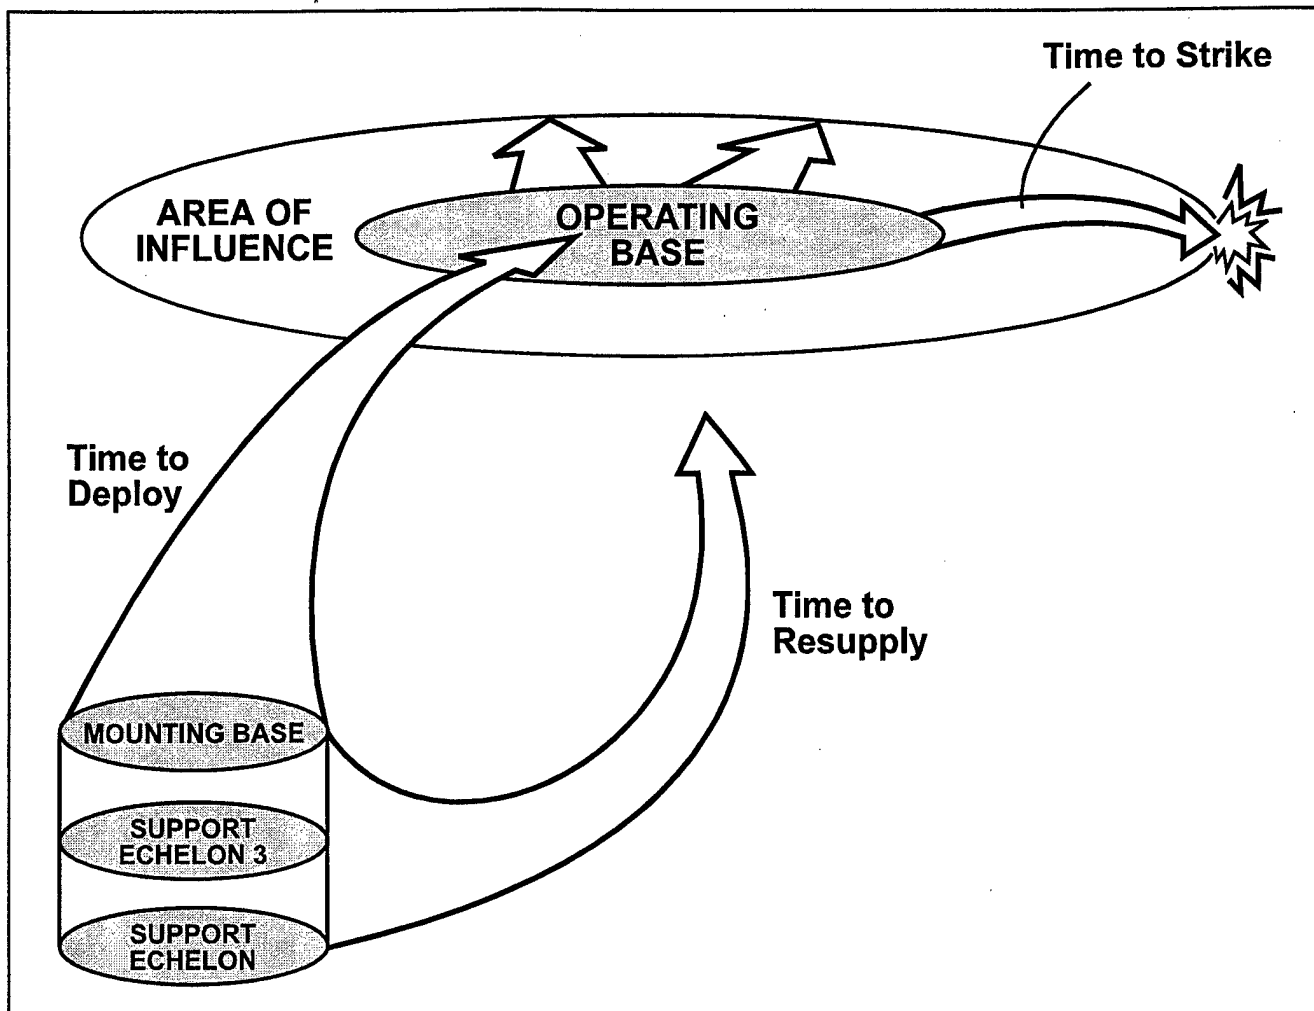 Time to Strike
AREA OF
INFLUENCE
OPERATING
BASE
Time to
Deploy
Time to
Resupply
MOUNTING BASE
SUPPORT
ECHELON 3
SUPPORT
ECHELON